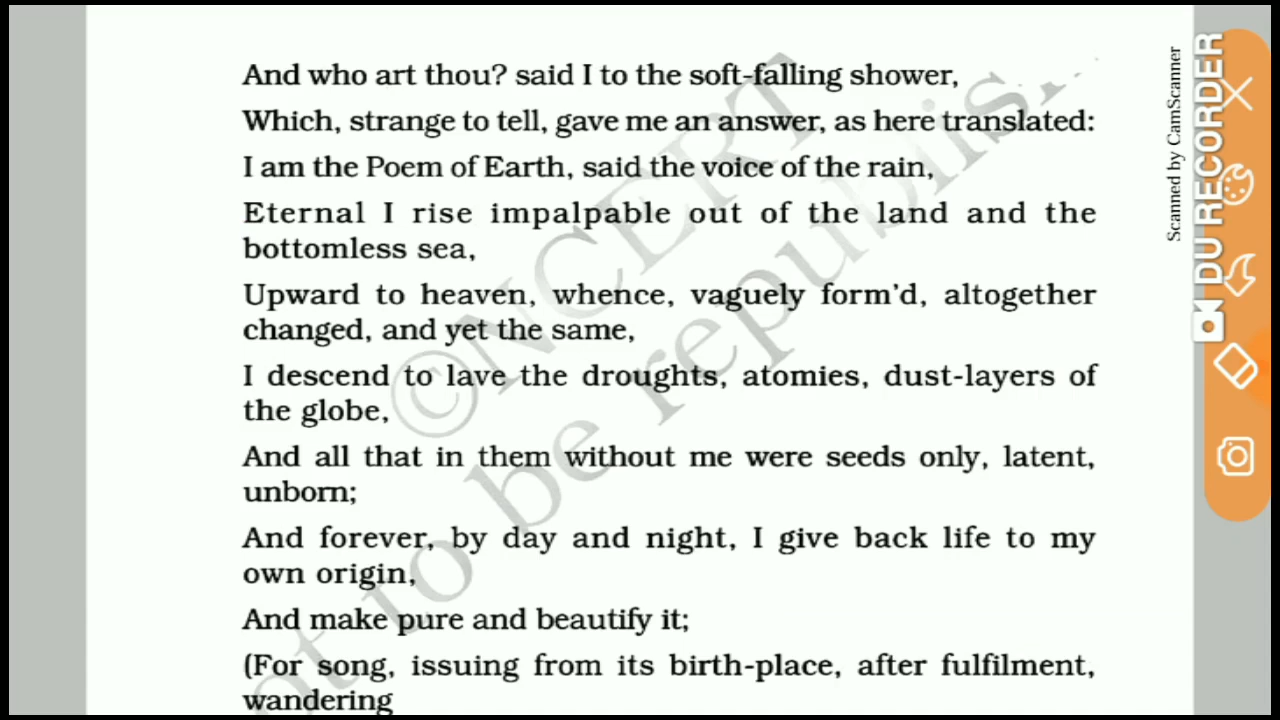 And who art thou? said I to the soft-falling shower,
Which, strange to tell, gave me an answer, as here translated:
I am the Poem of Earth, said the voice of the rain,
Eternal I rise impalpable out of the land and the
bottomless sea,
Upward to heaven, whence, vaguely form'd, altogether
changed, and yet the same,
I descend to lave the droughts, atomies, dust-layers of
the globe,
And all that in them without me were seeds only, latent,
unborn;
And forever, by day and night, I give back life to my
own origin,
And make pure and beautify it;
(For song, issuing from its birth-place, after fulfilment,
wandering
©NCERT
not to be republis
Scanned by CamScanner
DU RECORDER